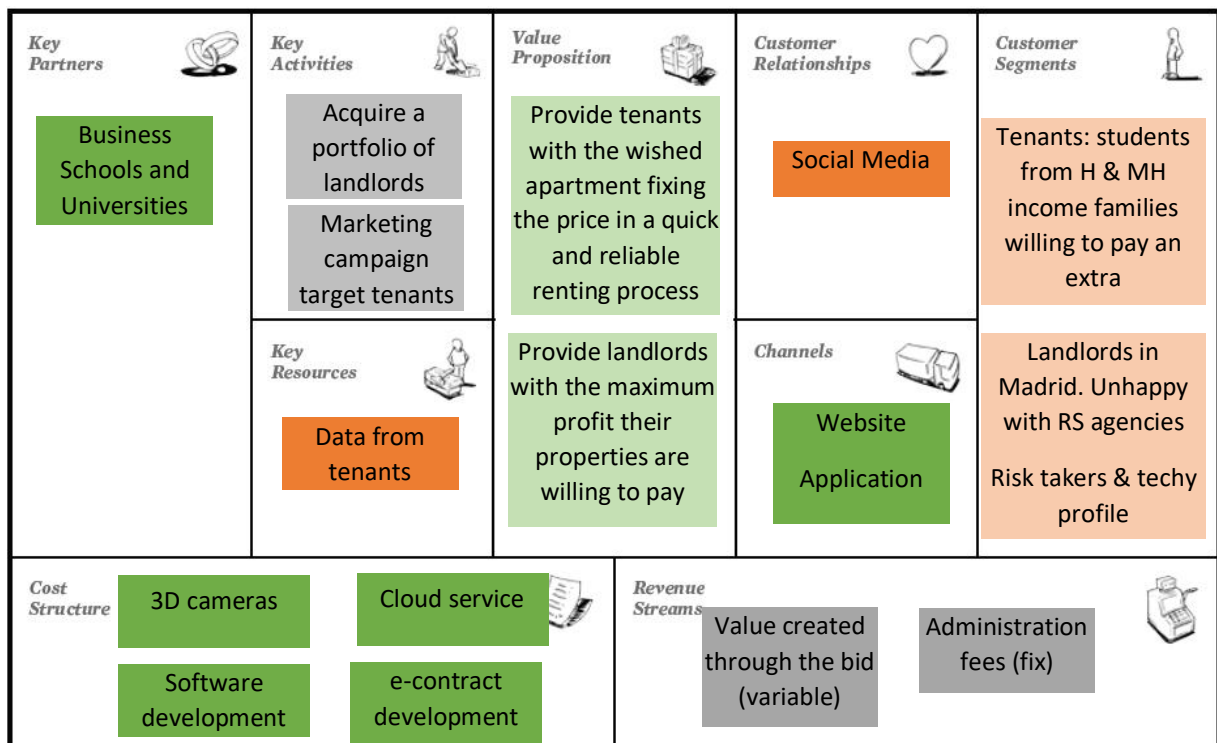 Key
Partners
Business
Schools and
Universities
Key
Activities
Acquire a
portfolio of
landlords
Marketing
campaign
target tenants
Key
Resources
Data from
tenants
Value
Proposition
Provide tenants
with the wished
apartment fixing
the price in a quick
and reliable
renting process
Provide landlords
with the maximum
profit their
properties are
willing to pay
Customer
Relationships
Social Media
Channels
Website
Application
Customer
Segments
Tenants: students
from H & MH
income families
willing to pay an
extra
Landlords in
Madrid. Unhappy
with RS agencies
Risk takers & techy
profile
Cost
Structure
3D cameras
Cloud service
Software
development
e-contract
development
Revenue
Streams
Value created
through the bid
(variable)
Administration
fees (fix)